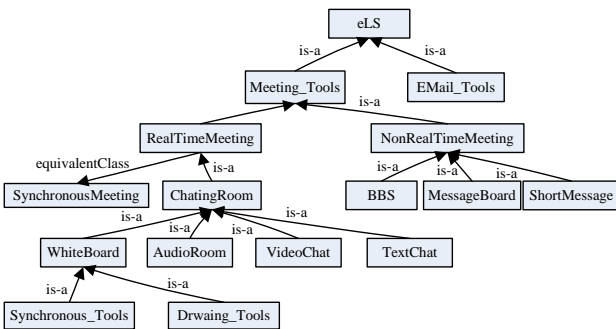 eLS
is-a
is-a
Meeting_Tools
EMail_Tools
is-a
RealTimeMeeting
NonRealTimeMeeting
equivalentClass
is-a
is-a
is-a
is-a
SynchronousMeeting
ChatingRoom
BBS
MessageBoard
ShortMessage
is-a
is-a
is-a
is-a
WhiteBoard
AudioRoom
VideoChat
TextChat
is-a
is-a
Synchronous_Tools
Drwaing_Tools